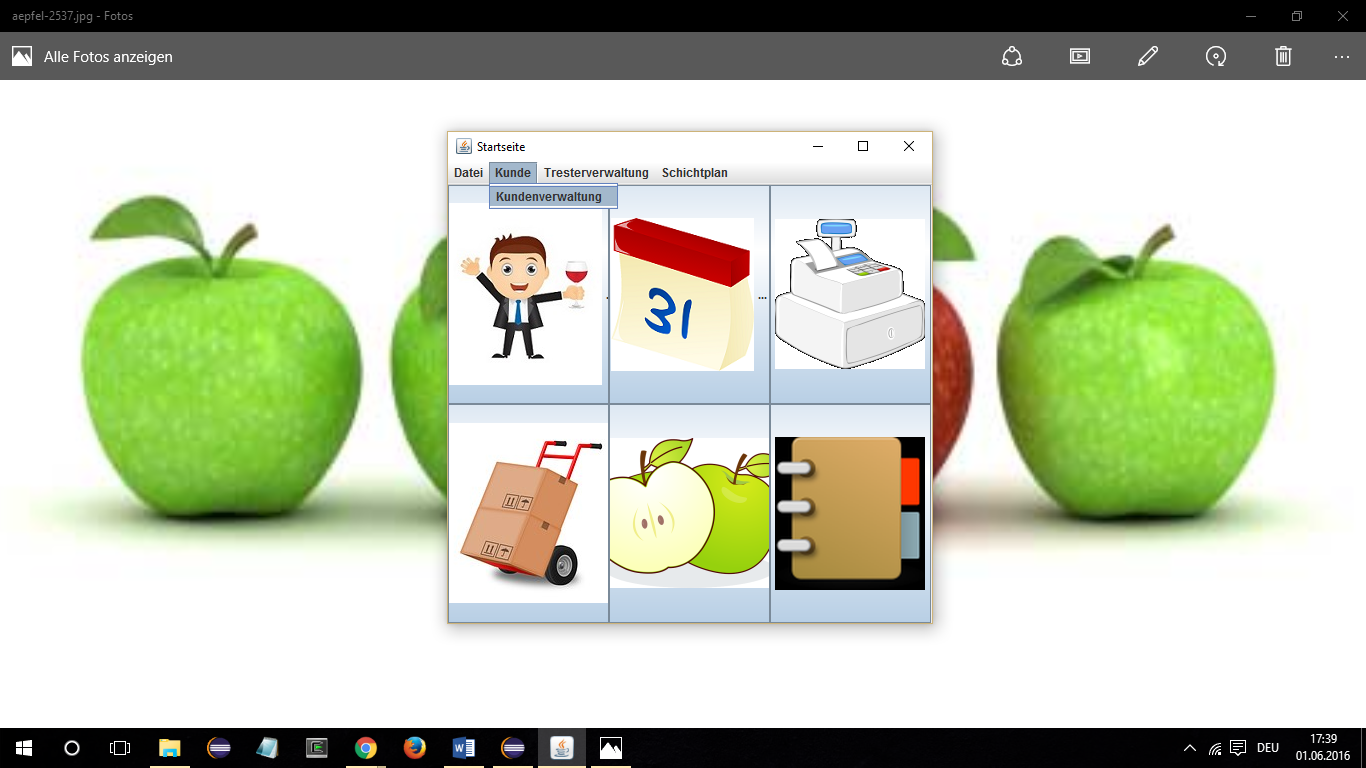 aepfel-2537.jpg - Fotos
Alle Fotos anzeigen
Startseite
Datei Kunde Tresterverwaltung Schichtplan
Kundenverwaltung
31
...
DEU
17:39
01.06.2016